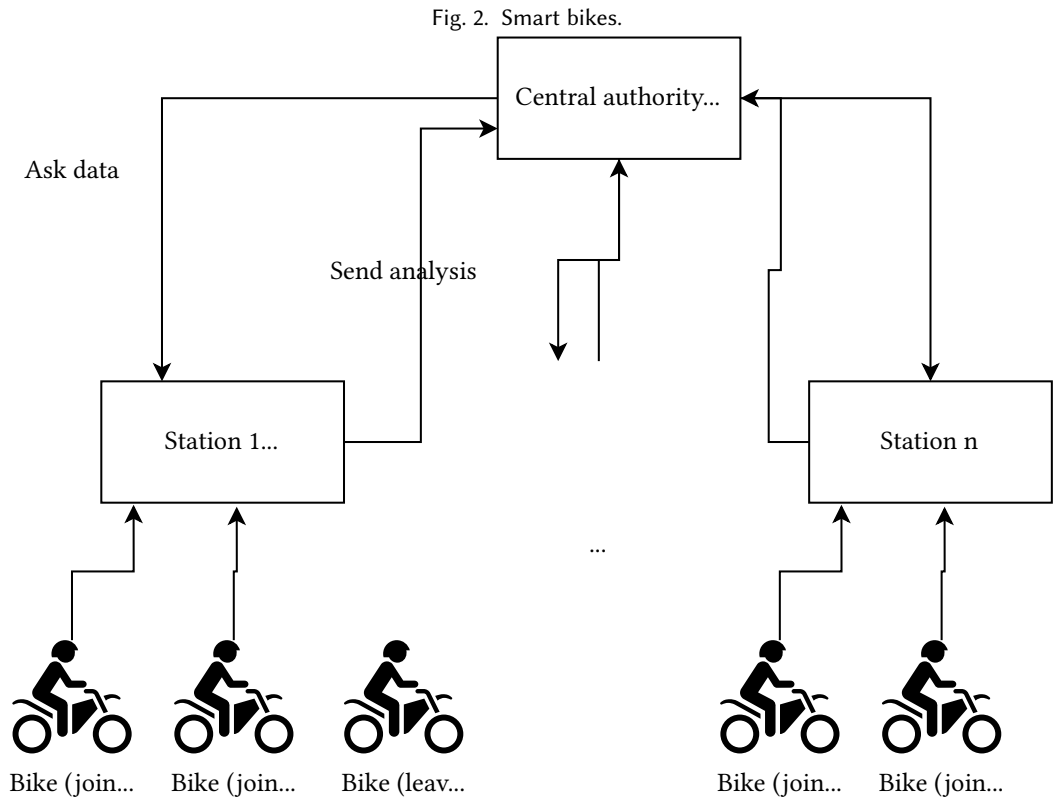 Fig. 2. Smart bikes.
Central authority...
Ask data
Send analysis
Station 1...
Station n
...
Bike (join...
Bike (join...
Bike (leav...
Bike (join...
Bike (join...